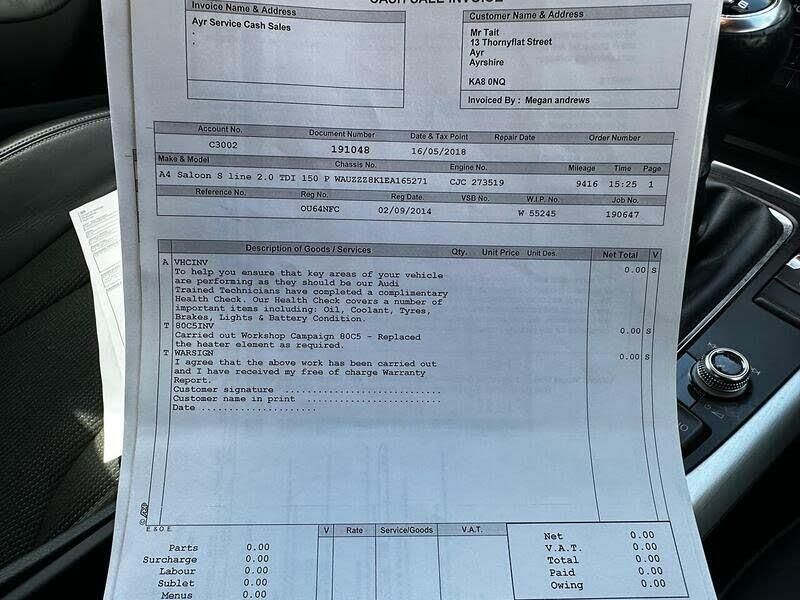 CASH SALE INVOICE
Invoice Name & Address
Ayr Service Cash Sales
.
.
Customer Name & Address
Mr Tait
13 Thornyflat Street
Ayr
Ayrshire
KA8 0NQ
Invoiced By : Megan andrews
Account No. Document Number Date & Tax Point Repair Date Order Number
C3002 191048 16/05/2018
Make & Model Chassis No. Engine No. Mileage Time Page
A4 Saloon S line 2.0 TDI 150 P WAUZZZ8K1EA165271 CJC 273519 9416 15:25 1
Reference No. Reg No. Reg Date. VSB No. W.I.P. No. Job No.
OU64NFC 02/09/2014 W 55245 190647
Description of Goods / Services Qty. Unit Price Unit Des. Net Total V
A VHCINV 0.00 S
To help you ensure that key areas of your vehicle
are performing as they should be our Audi
Trained Technicians have completed a complimentary
Health Check. Our Health Check covers a number of
important items including: Oil, Coolant, Tyres,
Brakes, Lights & Battery Condition.
T 80C5INV 0.00 S
Carried out Workshop Campaign 80C5 - Replaced
the heater element as required.
T WARSIGN 0.00 S
I agree that the above work has been carried out
and I have received my free of charge Warranty
Report.
Customer signature ..........................
Customer name in print ........................
Date ...................
© ADP
E. & O. E.
V Rate Service/Goods V.A.T.
Parts 0.00
Surcharge 0.00
Labour 0.00
Sublet 0.00
Menus 0.00
Net 0.00
V.A.T. 0.00
Total 0.00
Paid 0.00
Owing 0.00